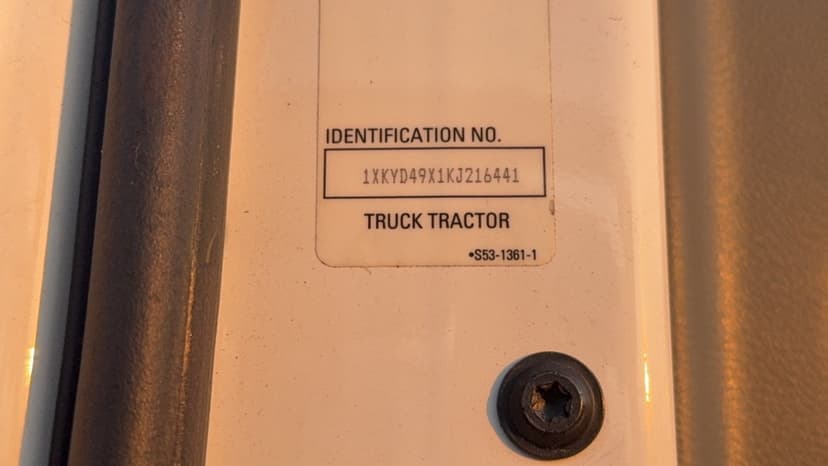 IDENTIFICATION NO.
1XKYD49X1KJ216441
TRUCK TRACTOR
•S53-1361-1